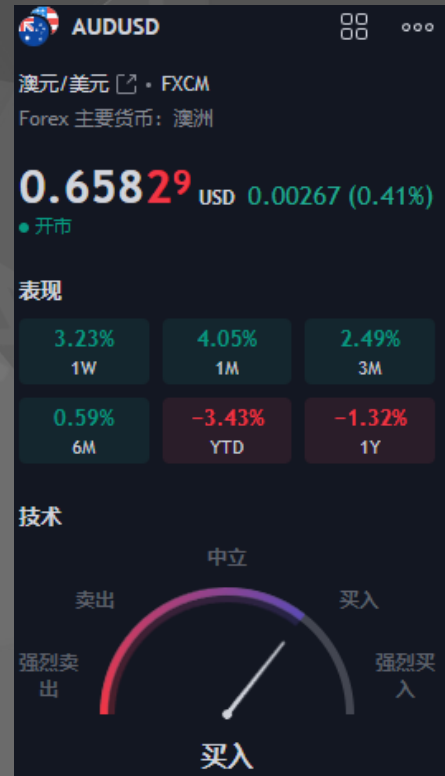 AUDUSD
澳元/美元 • FXCM
Forex 主要货币：澳洲
0.65829 USD 0.00267 (0.41%)
开市
表现
3.23% 4.05% 2.49%
1W 1M 3M
0.59% −3.43% −1.32%
6M YTD 1Y
技术
中立
卖出 买入
强烈卖出 强烈买入
买入